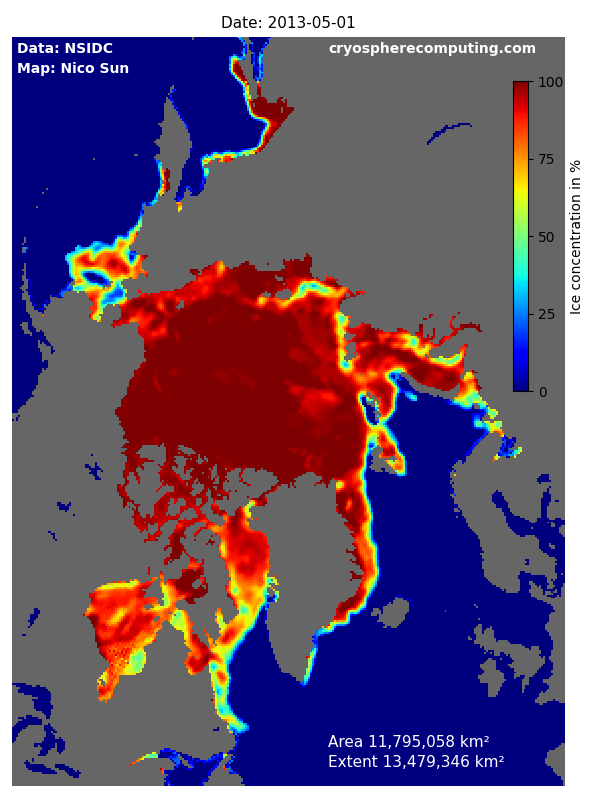 Date: 2013-05-01
Data: NSIDC
Map: Nico Sun
cryospherecomputing.com
100
75
50
25
0
Ice concentration in %
Area 11,795,058 km²
Extent 13,479,346 km²